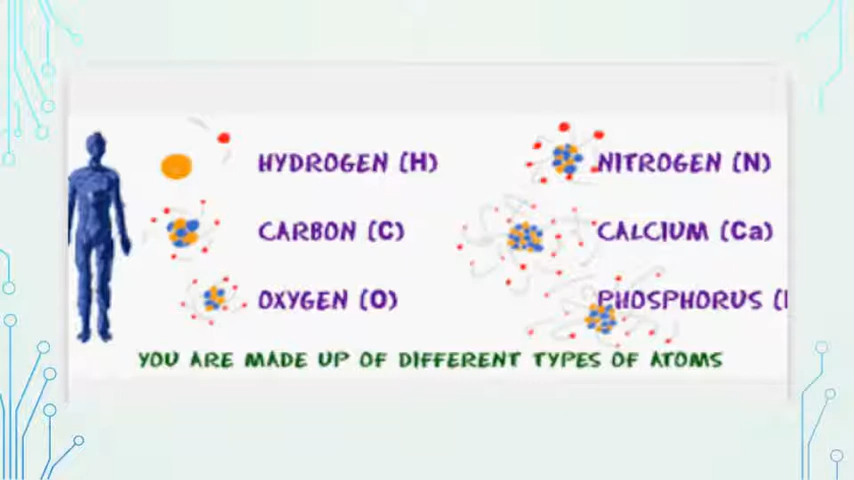 HYDROGEN (H)
CARBON (C)
OXYGEN (O)
NITROGEN (N)
CALCIUM (Ca)
PHOSPHORUS (
YOU ARE MADE UP OF DIFFERENT TYPES OF ATOMS